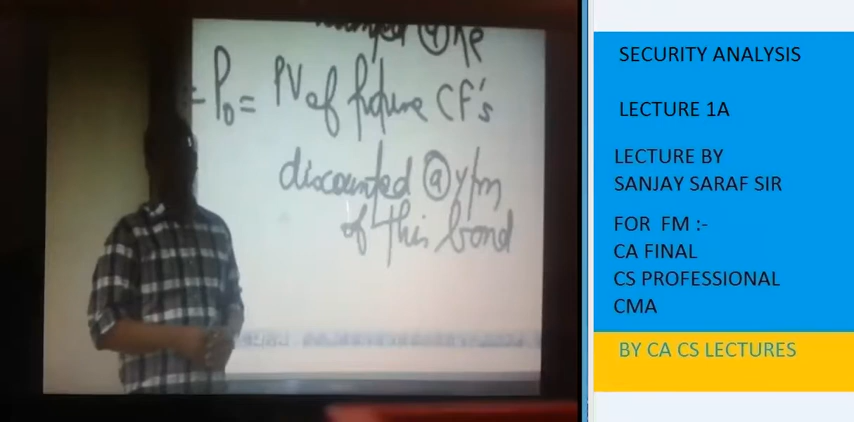 @ Ke
= P₀ = PV of future CF's
discounted @ ytm
of this bond
SECURITY ANALYSIS
LECTURE 1A
LECTURE BY
SANJAY SARAF SIR
FOR FM :-
CA FINAL
CS PROFESSIONAL
CMA
BY CA CS LECTURES